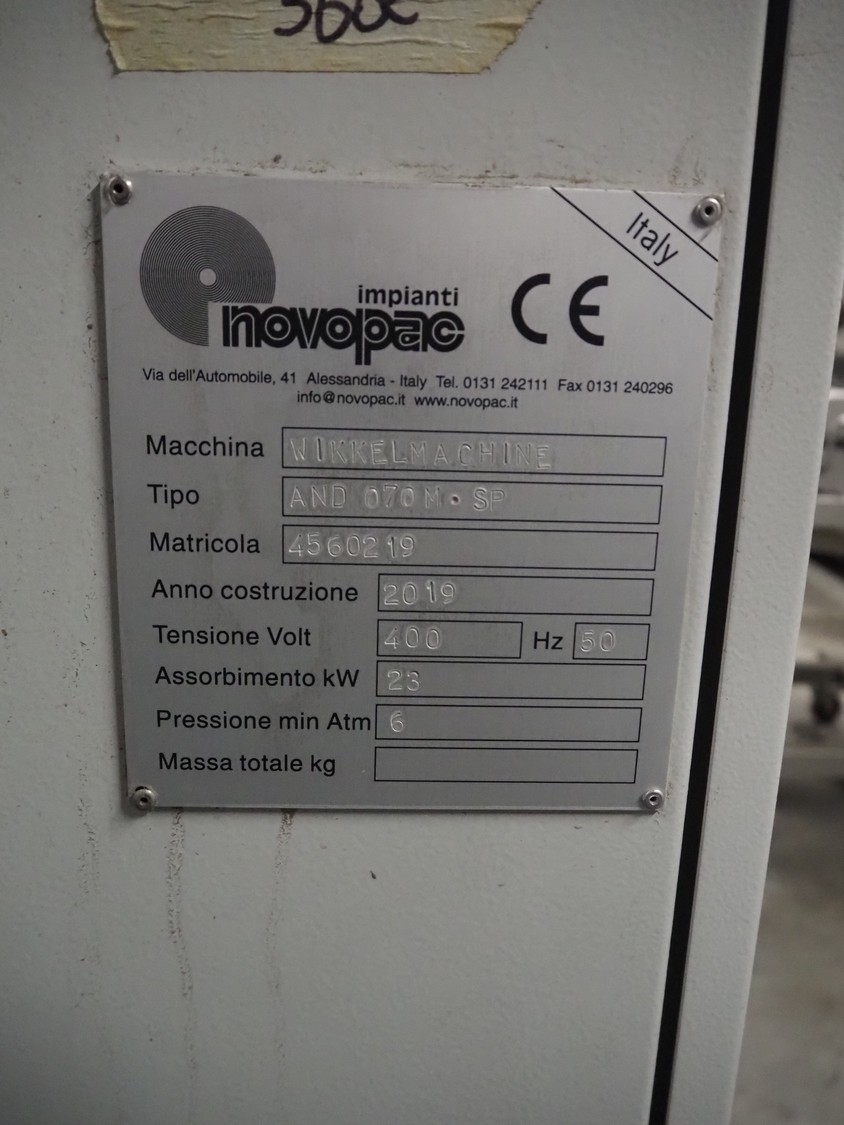 Italy
impianti
novopac
CE
Via dell'Automobile, 41 Alessandria - Italy Tel. 0131 242111 Fax 0131 240296
info@novopac.it www.novopac.it
Macchina WIKKELMACHINE
Tipo AND 070 M • SP
Matricola 4560219
Anno costruzione 2019
Tensione Volt 400 Hz 50
Assorbimento kW 23
Pressione min Atm 6
Massa totale kg